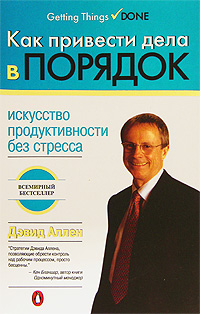 Getting Things DONE
Как привести дела
в ПОРЯДОК
искусство
продуктивности
без стресса
ВСЕМИРНЫЙ
БЕСТСЕЛЛЕР
Дэвид Аллен
"Стратегии Дэвида Аллена,
позволяющие обрести контроль
над рабочим процессом, просто
бесценны."
— Кен Бланшар, автор книги
Одноминутный менеджер